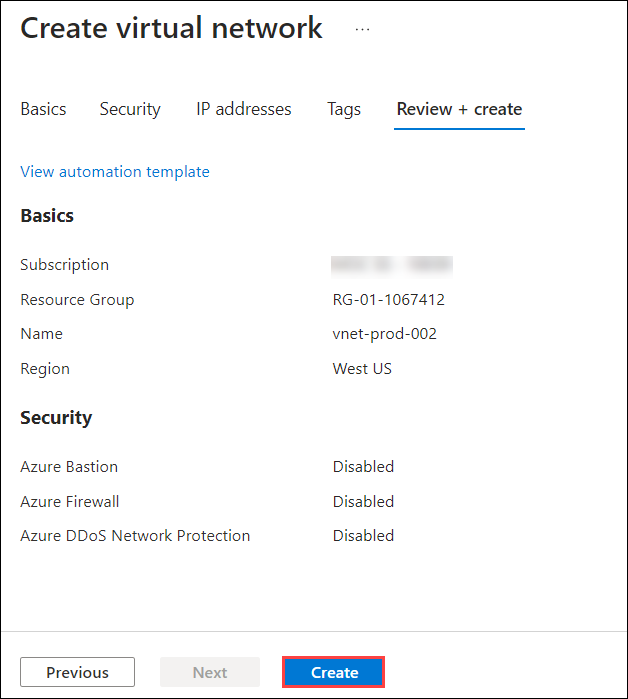 Create virtual network ...
Basics Security IP addresses Tags Review + create
View automation template
Basics
Subscription
Resource Group RG-01-1067412
Name vnet-prod-002
Region West US
Security
Azure Bastion Disabled
Azure Firewall Disabled
Azure DDoS Network Protection Disabled
Previous Next Create